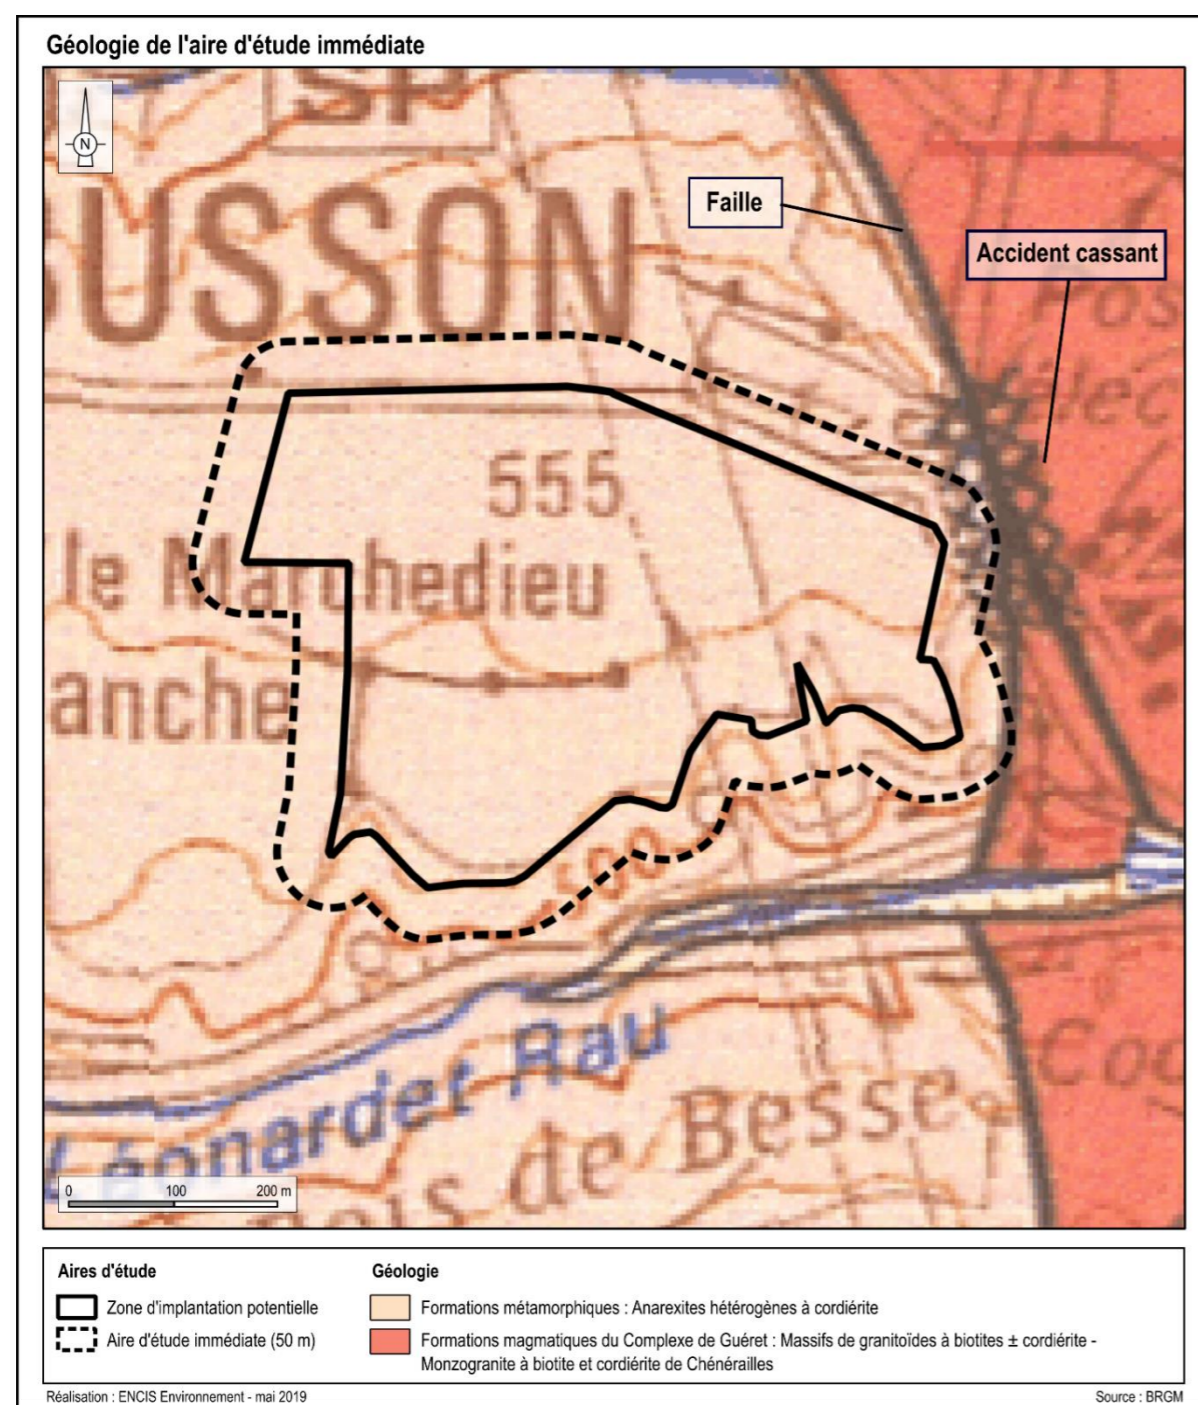 Géologie de l'aire d'étude immédiate
N
SP
USSON
Faille
Accident cassant
555
le Marchedieu
anche
Léonardet Rau
Bois de Besse
0 100 200 m
Aires d'étude
Zone d'implantation potentielle
Aire d'étude immédiate (50 m)
Géologie
Formations métamorphiques : Anarexites hétérogènes à cordiérite
Formations magmatiques du Complexe de Guéret : Massifs de granitoïdes à biotites ± cordiérite -
Monzogranite à biotite et cordiérite de Chénérailles
Réalisation : ENCIS Environnement - mai 2019
Source : BRGM